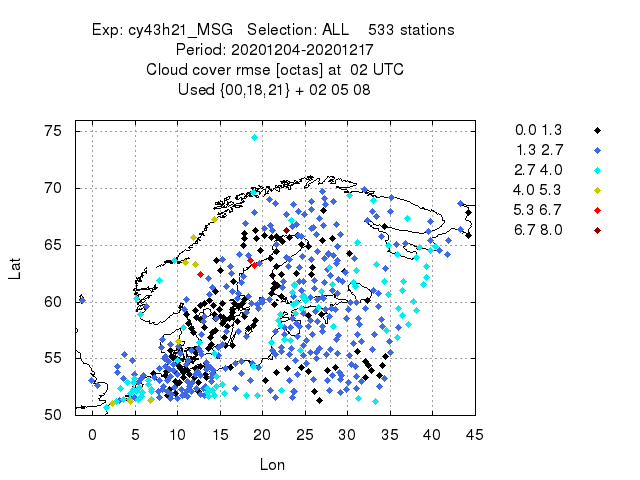 Exp: cy43h21_MSG Selection: ALL 533 stations
Period: 20201204-20201217
Cloud cover rmse [octas] at 02 UTC
Used {00,18,21} + 02 05 08
0.0 1.3
1.3 2.7
2.7 4.0
4.0 5.3
5.3 6.7
6.7 8.0
75
70
65
60
55
50
Lat
0 5 10 15 20 25 30 35 40 45
Lon